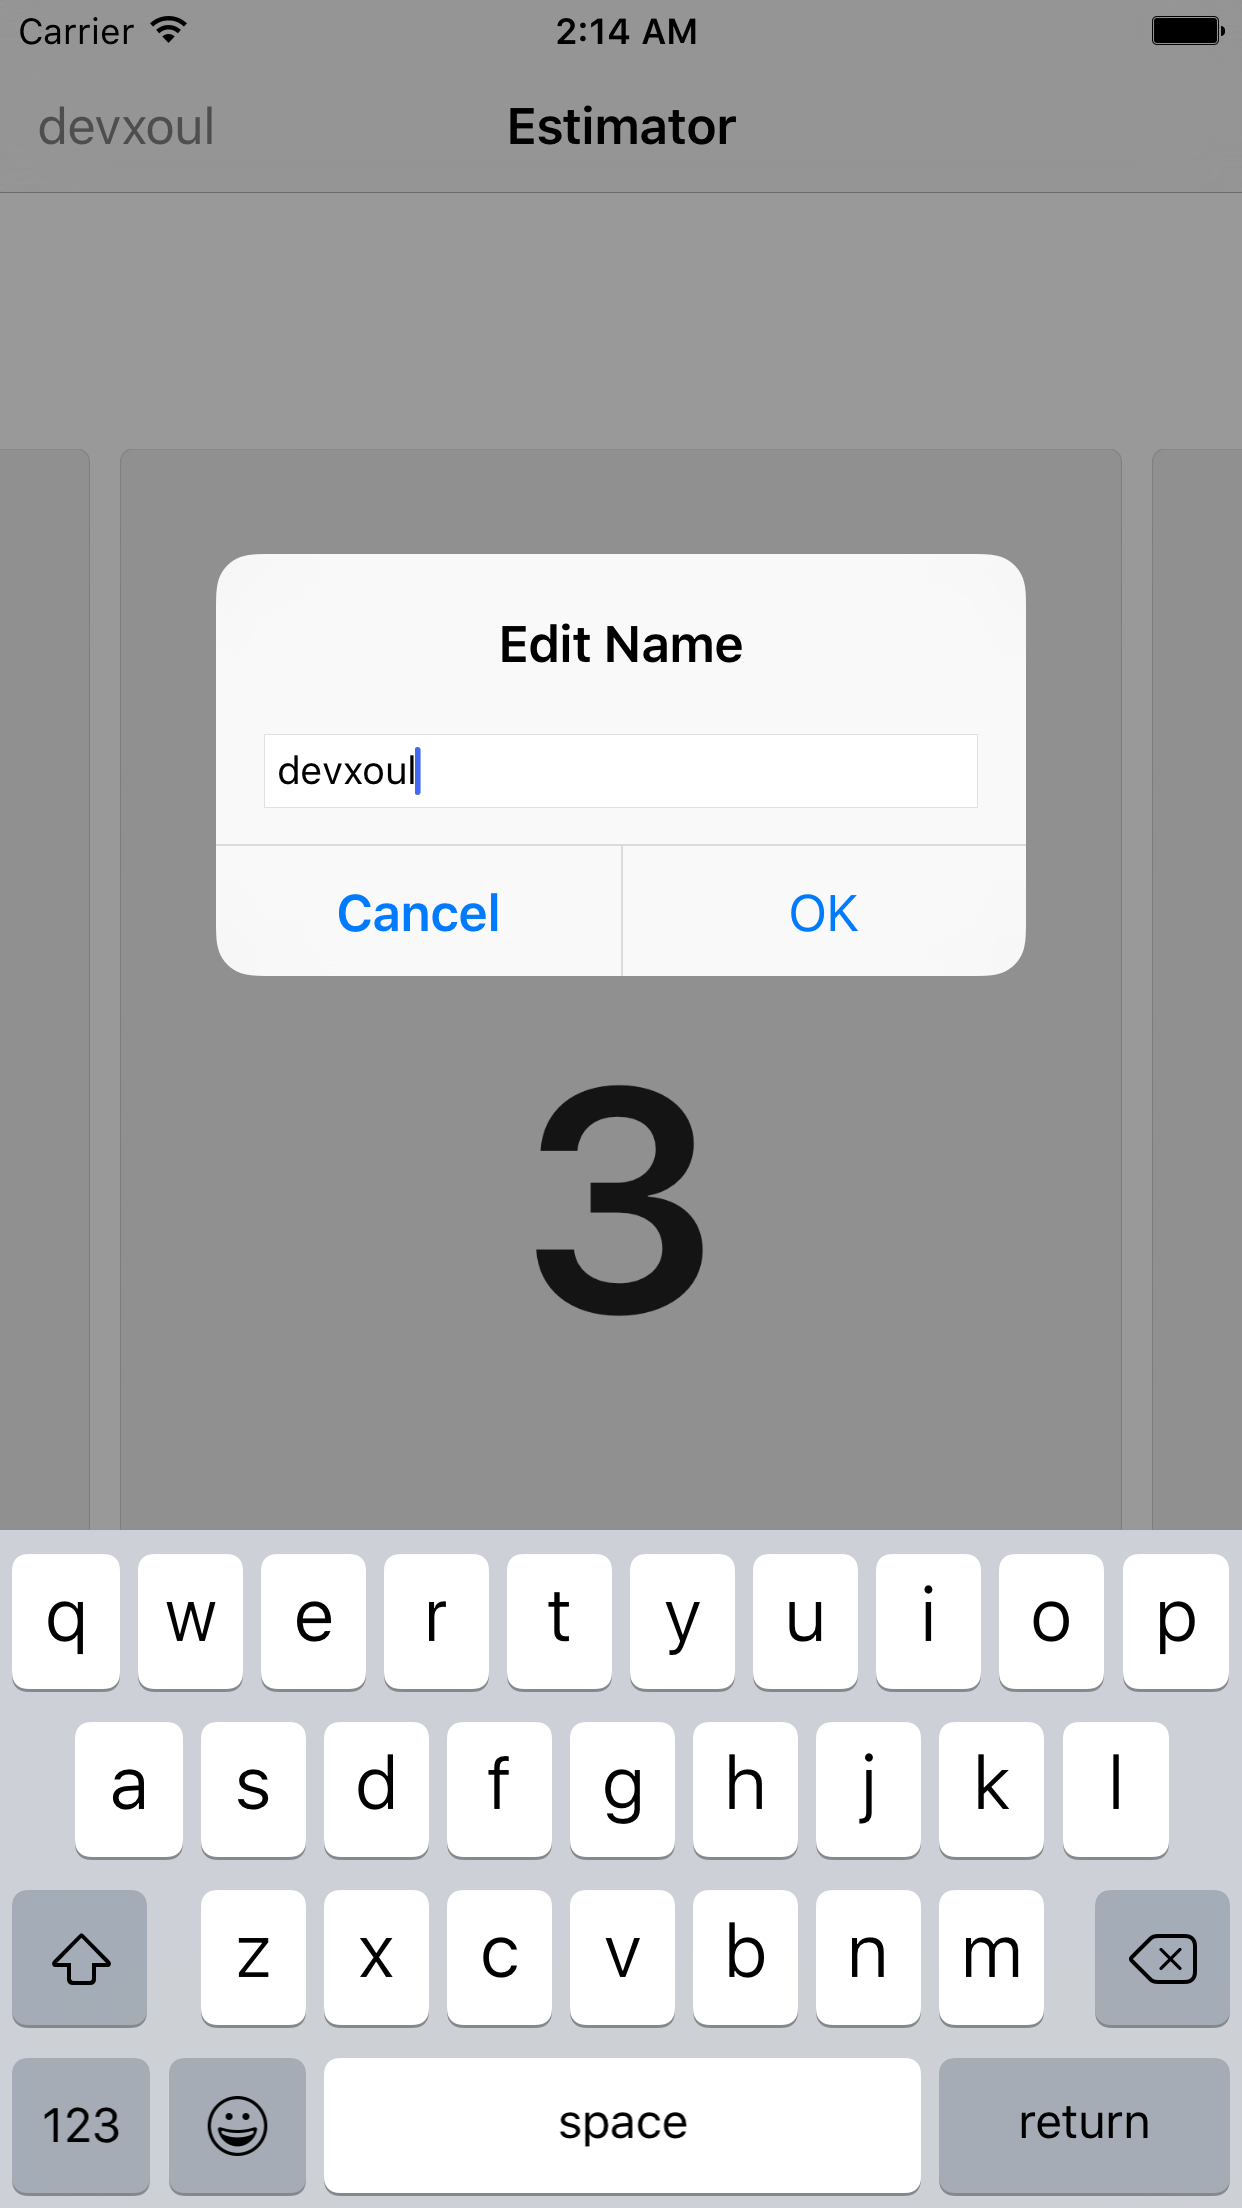 Carrier 2:14 AM
devxoul Estimator
Edit Name
devxoul
Cancel OK
3
q w e r t y u i o p
a s d f g h j k l
z x c v b n m
123 space return